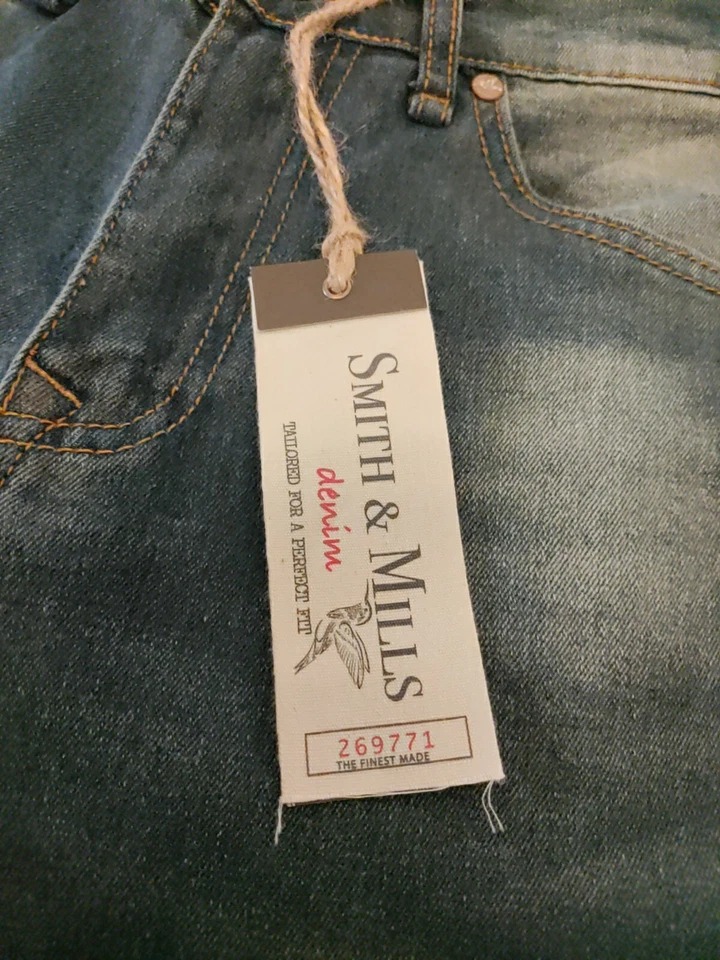 SMITH & MILLS
denim
TAILORED FOR A PERFECT FIT
269771
THE FINEST MADE